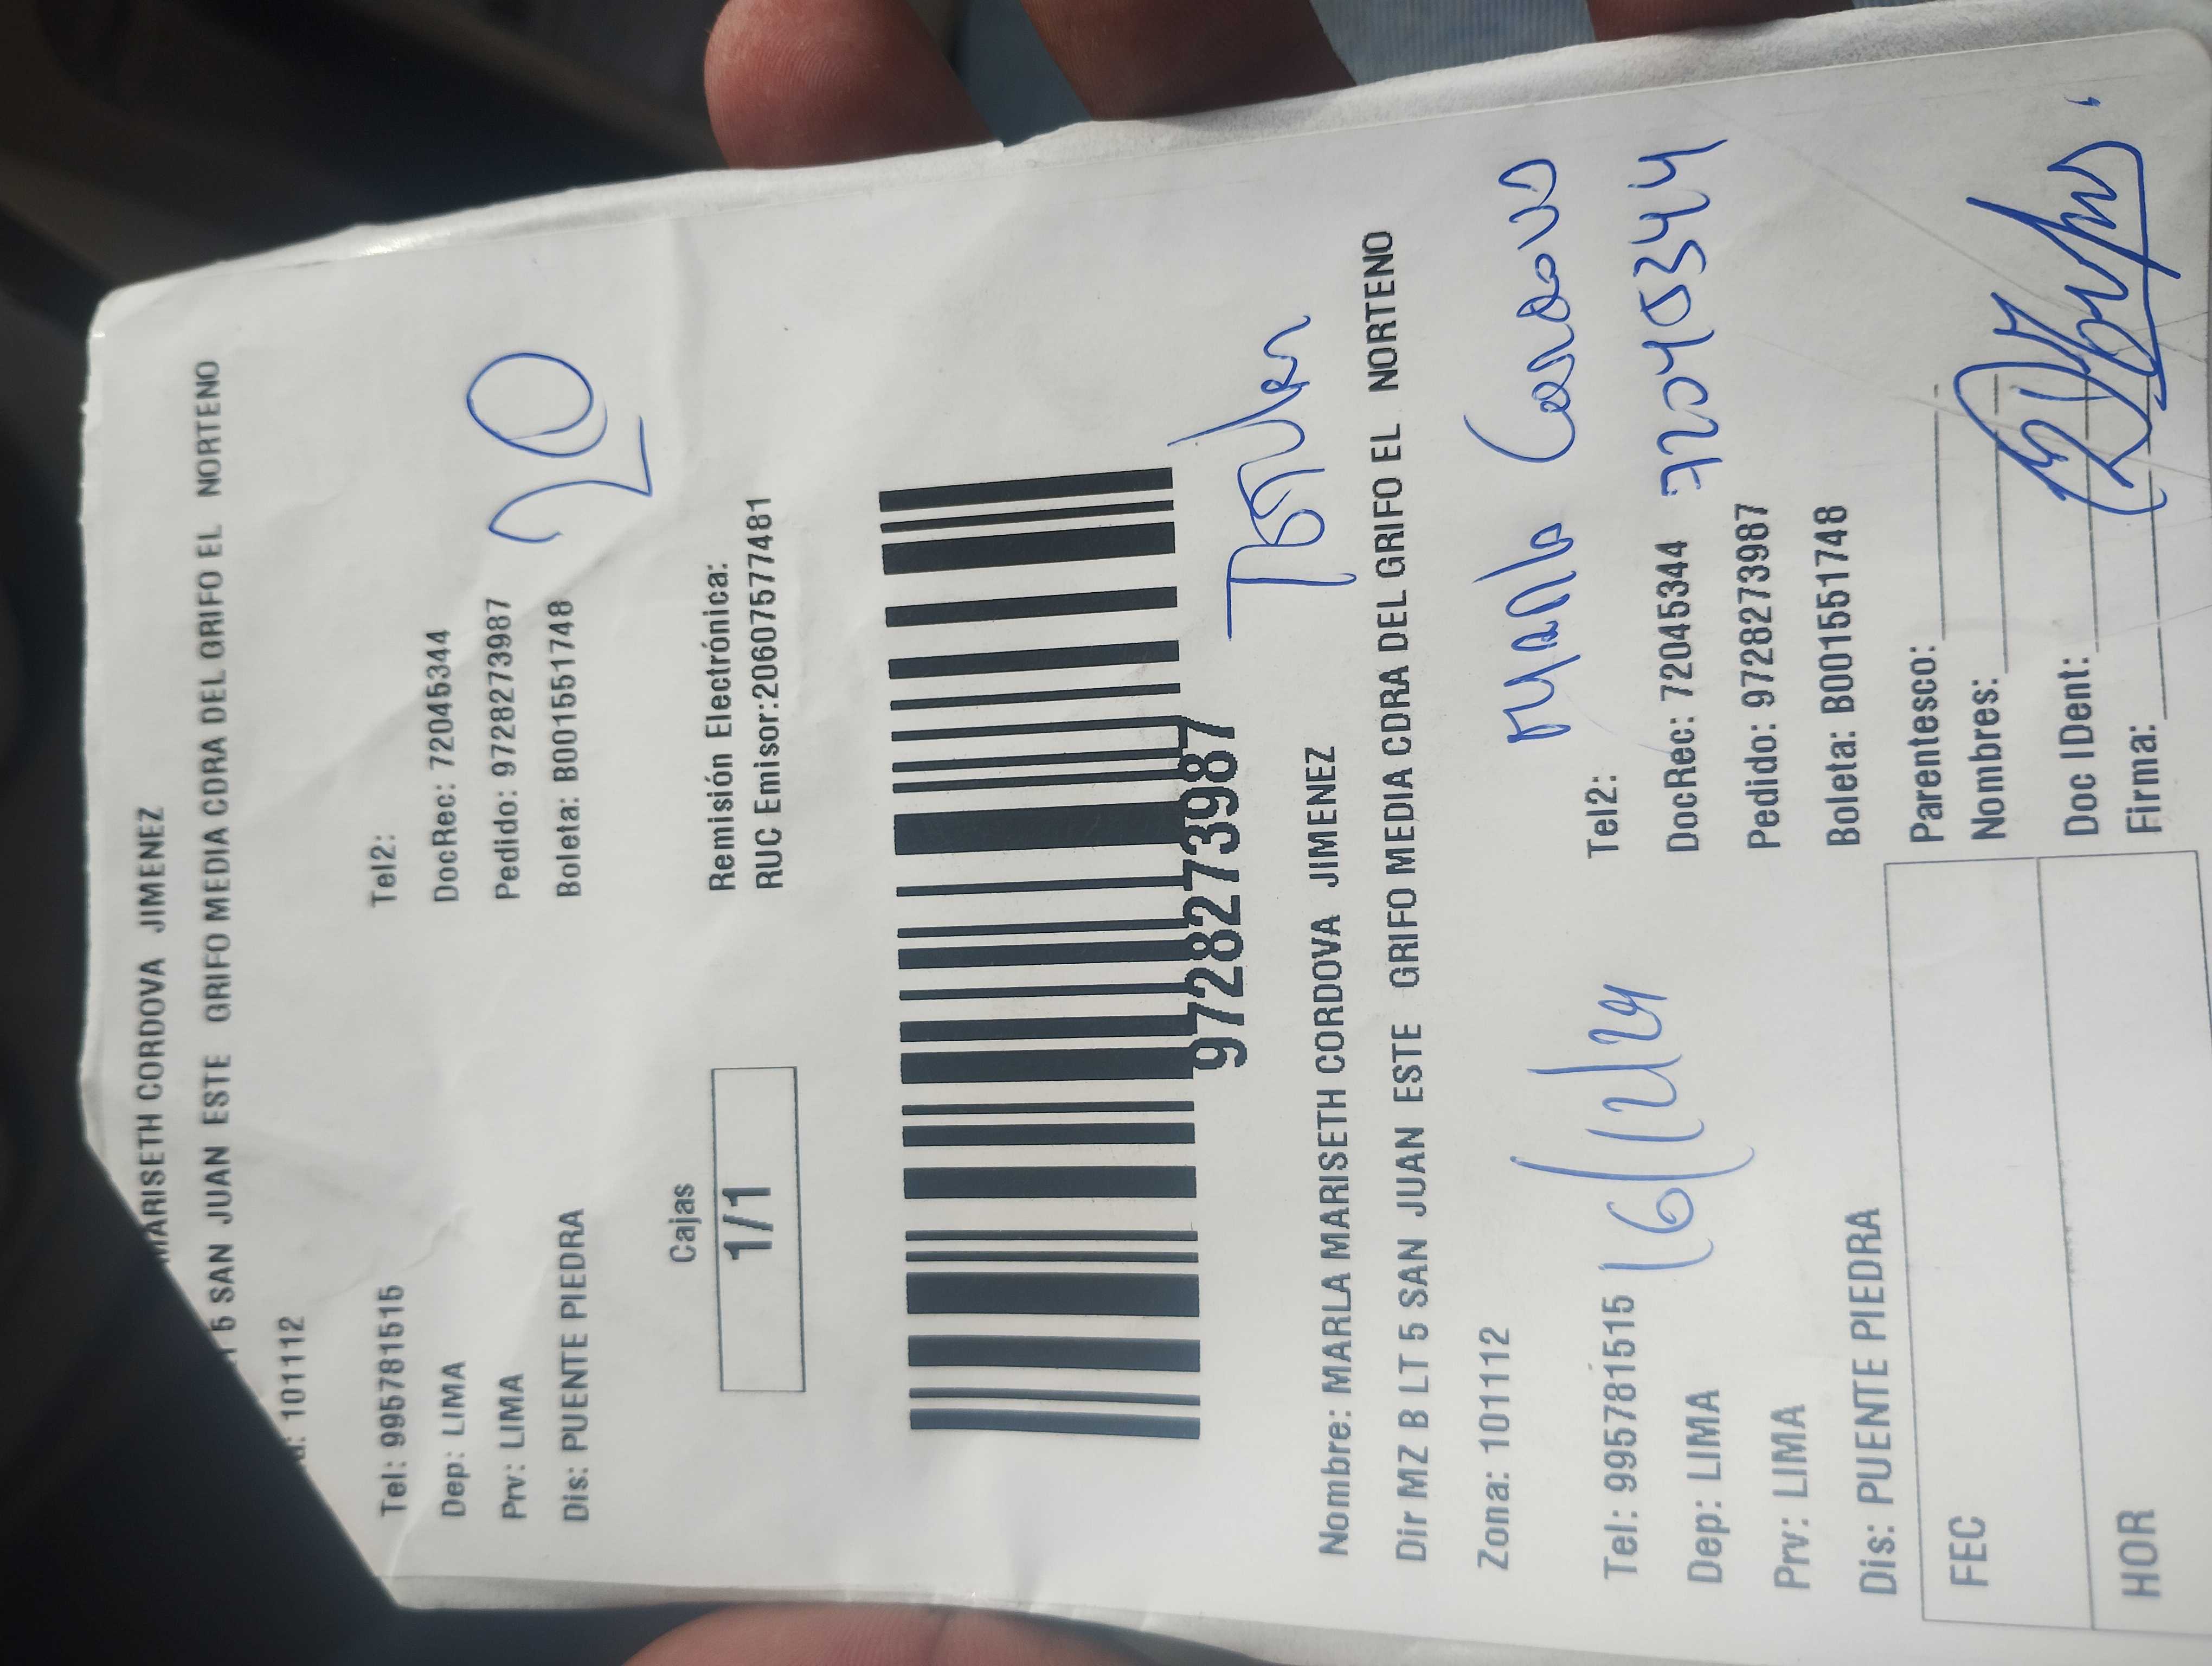 MARISETH CORDOVA JIMENEZ
LT 5 SAN JUAN ESTE GRIFO MEDIA CDRA DEL GRIFO EL NORTENO
a: 101112
Tel: 995781515 Tel2:
Dep: LIMA DocRec: 72045344
Prv: LIMA Pedido: 97282273987
Dis: PUENTE PIEDRA Boleta: B001551748
20
Cajas Remisión Electrónica:
1/1 RUC Emisor:20607577481
97282273987
Nombre: MARLA MARISETH CORDOVA JIMENEZ
Dir MZ B LT 5 SAN JUAN ESTE GRIFO MEDIA CDRA DEL GRIFO EL NORTENO
Zona: 101112
Marla Cordova
Tel: 995781515 16/12/24 Tel2:
Dep: LIMA DocRec: 72045344 72045344
Prv: LIMA Pedido: 97282273987
Dis: PUENTE PIEDRA Boleta: B001551748
FEC Parentesco:
Nombres:
HOR Doc IDent:
Firma: